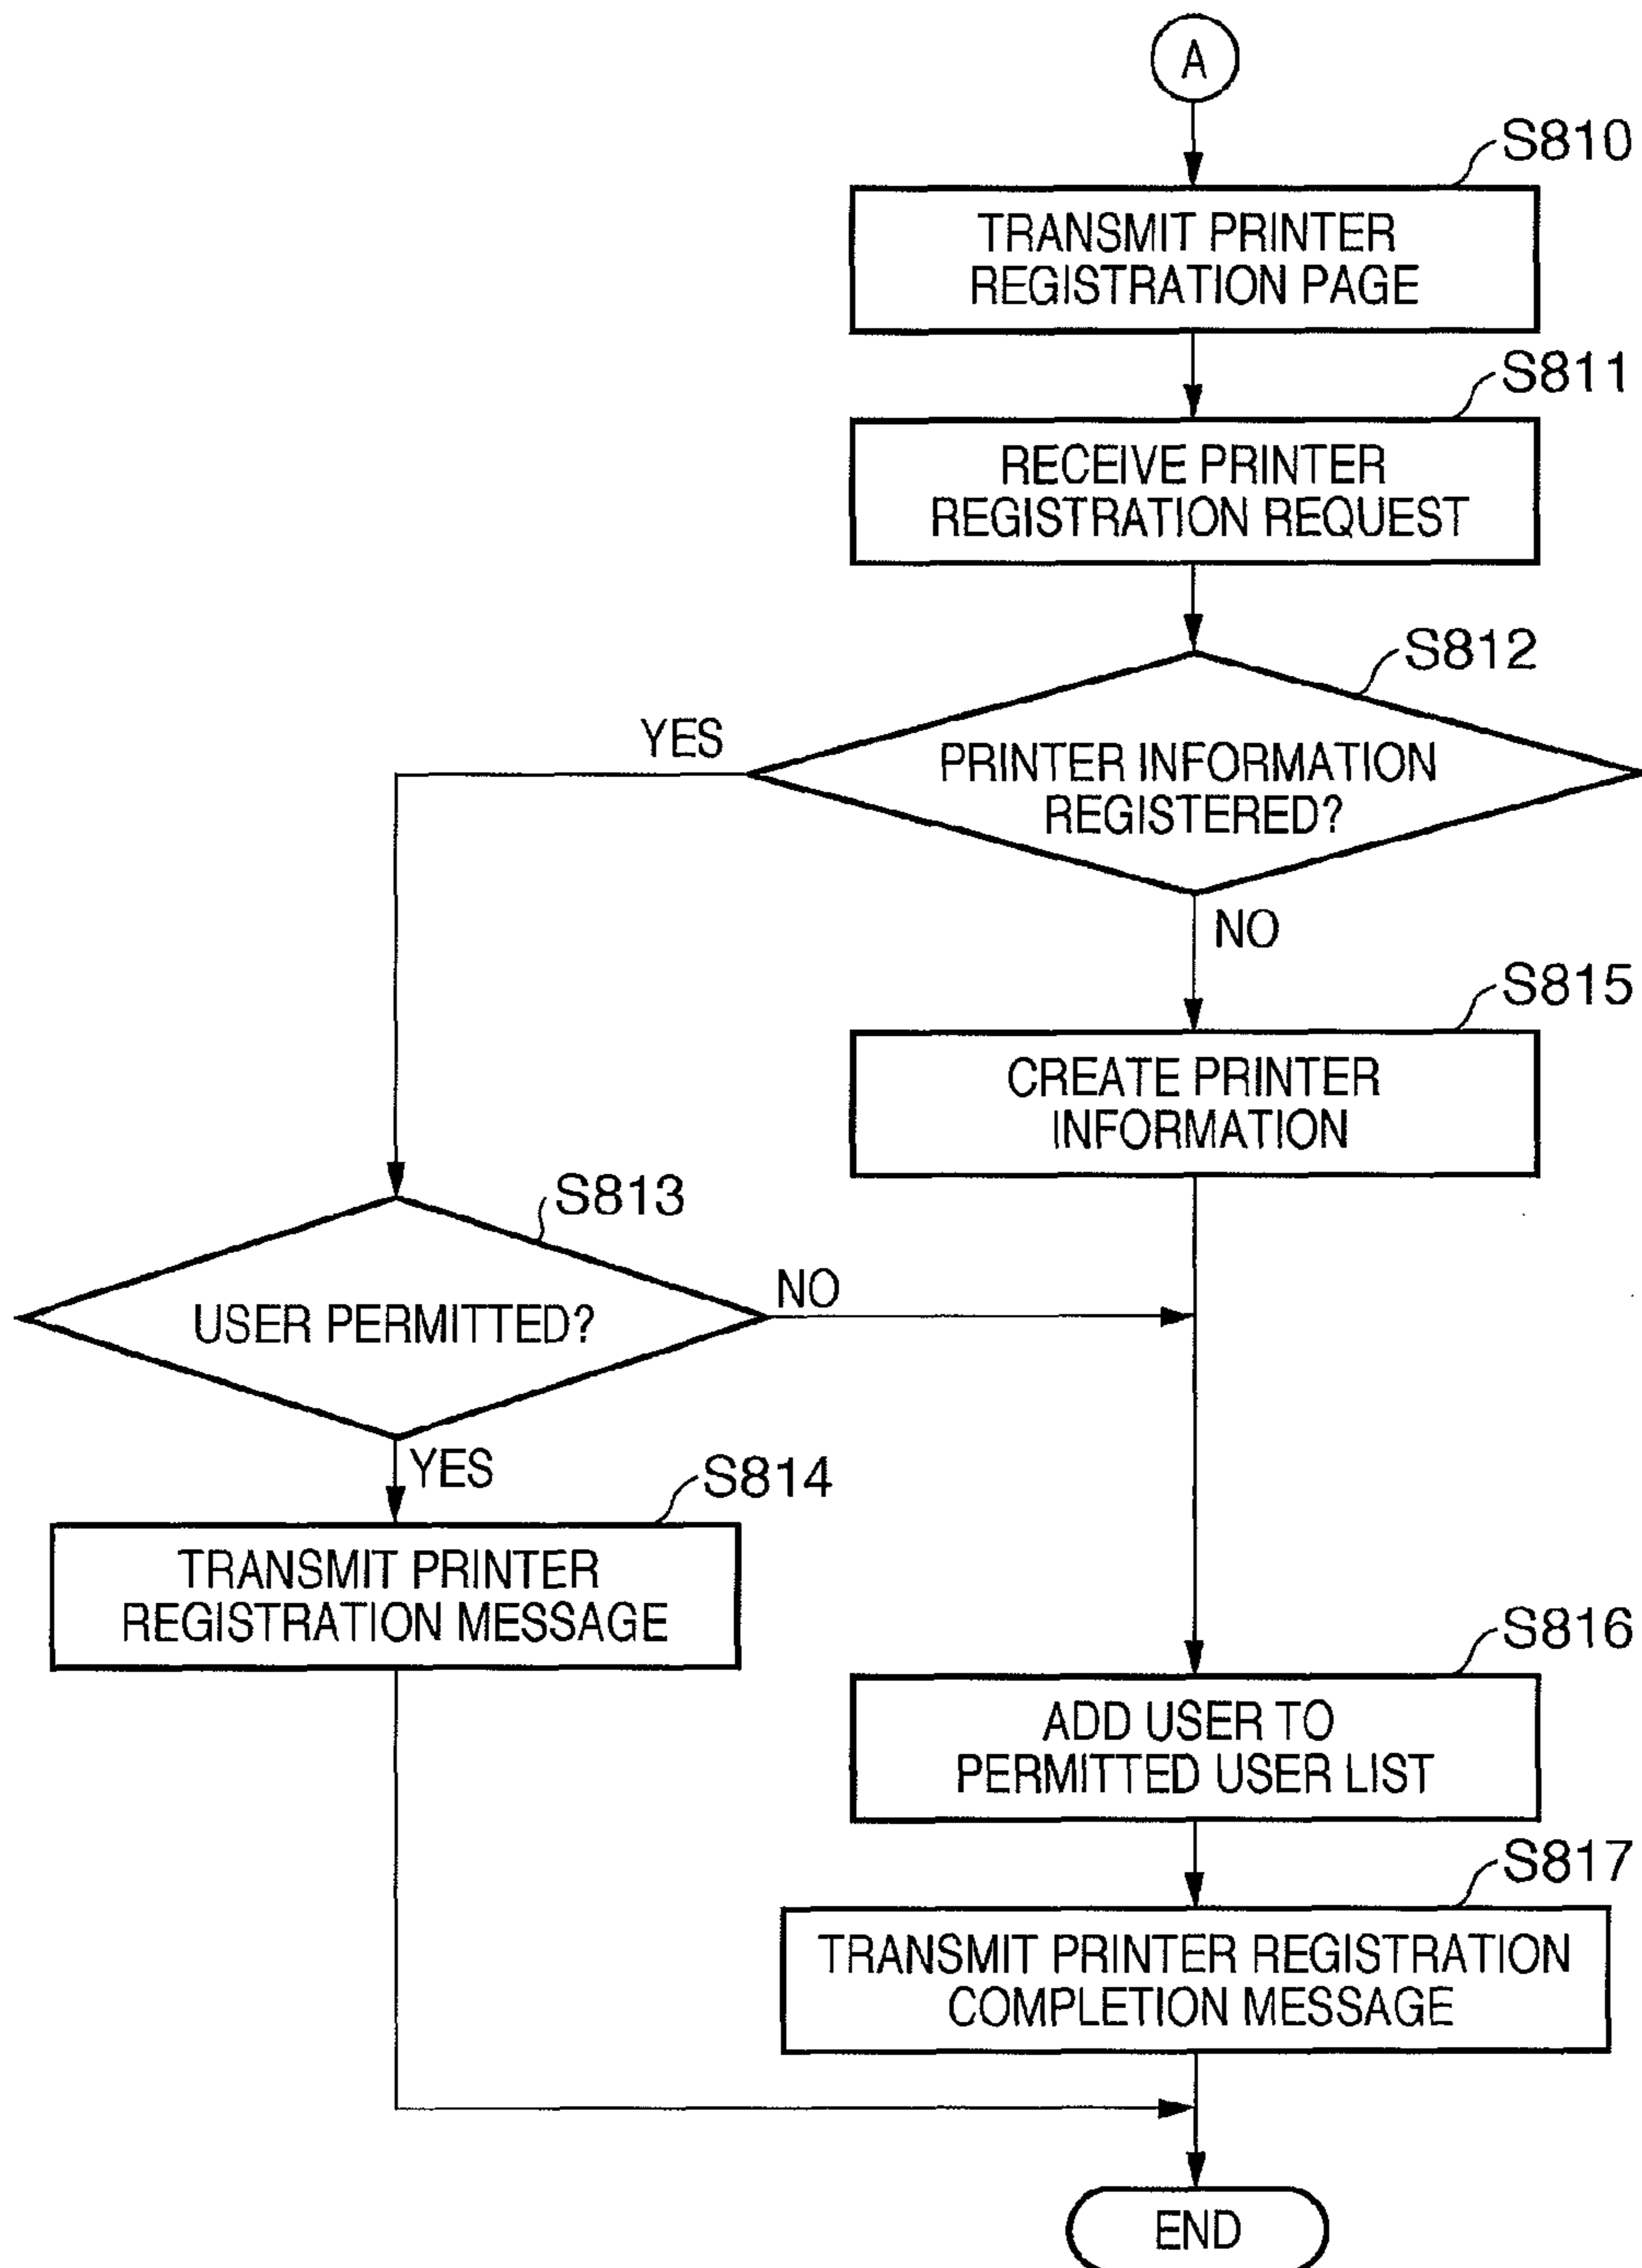 A
S810
TRANSMIT PRINTER
REGISTRATION PAGE
S811
RECEIVE PRINTER
REGISTRATION REQUEST
S812
YES
PRINTER INFORMATION
REGISTERED?
NO
S815
CREATE PRINTER
INFORMATION
S813
USER PERMITTED?
NO
YES
S814
TRANSMIT PRINTER
REGISTRATION MESSAGE
S816
ADD USER TO
PERMITTED USER LIST
S817
TRANSMIT PRINTER REGISTRATION
COMPLETION MESSAGE
END